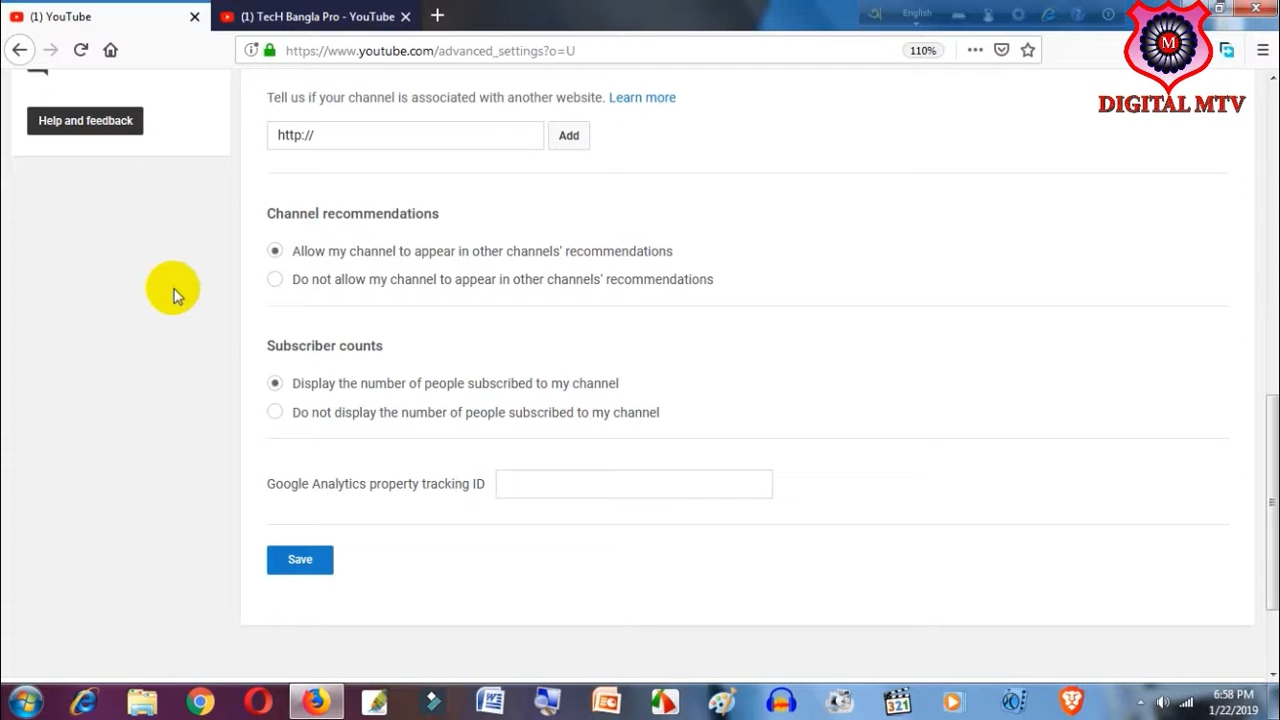 (1) YouTube
(1) TecH Bangla Pro - YouTube
English
https://www.youtube.com/advanced_settings?o=U
110%
M
DIGITAL MTV
Tell us if your channel is associated with another website. Learn more
Help and feedback
http://
Add
Channel recommendations
Allow my channel to appear in other channels' recommendations
Do not allow my channel to appear in other channels' recommendations
Subscriber counts
Display the number of people subscribed to my channel
Do not display the number of people subscribed to my channel
Google Analytics property tracking ID
Save
321
6:58 PM
1/22/2019